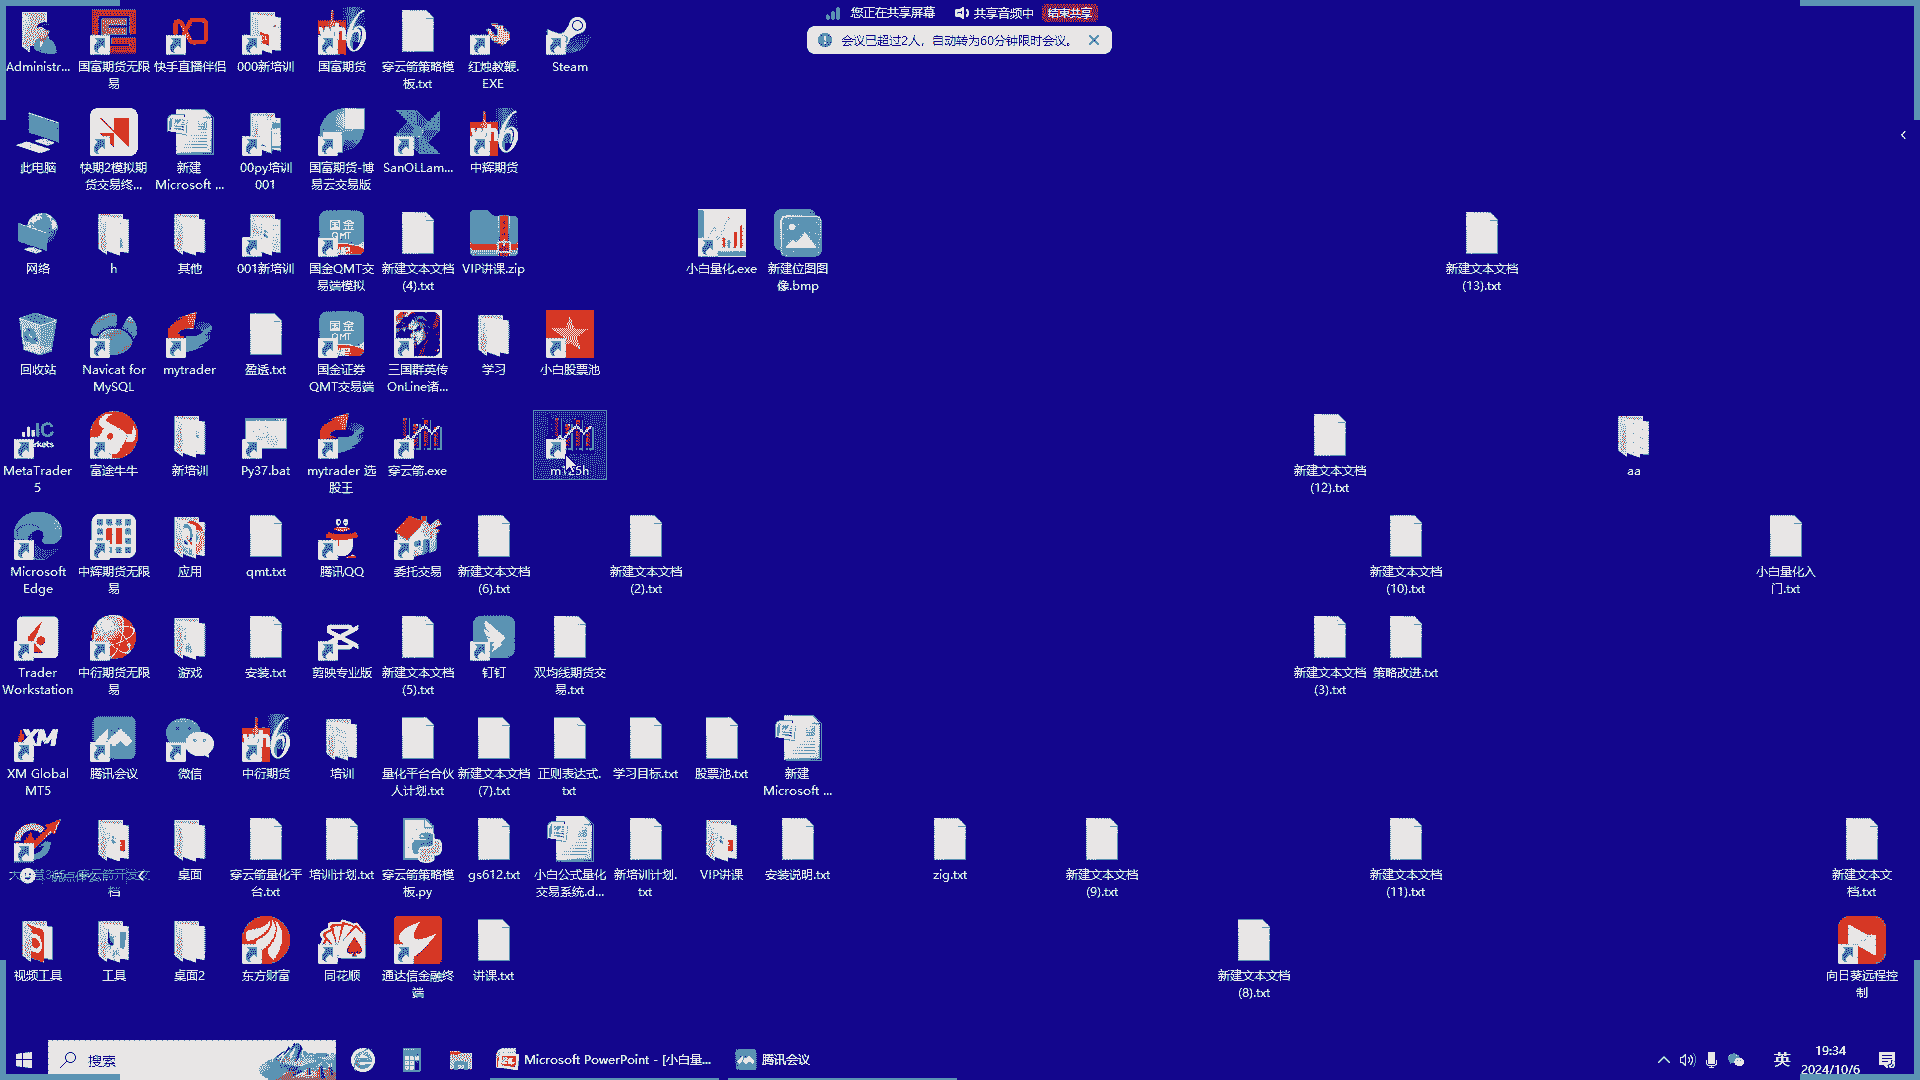 您正在共享屏幕 共享音频中 结束共享
会议已超过2人，自动转为60分钟限时会议。
Administr...
国富期货无限
易
快手直播伴侣
000新培训
国富期货
穿云箭策略模
板.txt
红烛教鞭.
EXE
Steam
此电脑
快期2模拟期
货交易终...
新建
Microsoft ...
00py培训
001
国富期货-博
易云交易版
SanOLLam...
中辉期货
网络
h
其他
001新培训
国金QMT交
易端模拟
新建文本文档
(4).txt
VIP讲课.zip
小白量化.exe
新建位图图
像.bmp
新建文本文档
(13).txt
回收站
Navicat for
MySQL
mytrader
盈透.txt
国金证券
QMT交易端
三国群英传
OnLine诸...
学习
小白股票池
MetaTrader
5
富途牛牛
新培训
Py37.bat
mytrader 选
股王
穿云箭.exe
新建文本文档
(12).txt
aa
Microsoft
Edge
中辉期货无限
易
应用
qmt.txt
腾讯QQ
委托交易
新建文本文档
(6).txt
新建文本文档
(2).txt
新建文本文档
(10).txt
小白量化入
门.txt
Trader
Workstation
中衍期货无限
易
游戏
安装.txt
剪映专业版
新建文本文档
(5).txt
钉钉
双均线期货交
易.txt
新建文本文档
(3).txt
策略改进.txt
XM Global
MT5
腾讯会议
微信
中衍期货
培训
量化平台合伙
人计划.txt
新建文本文档
(7).txt
正则表达式.
txt
学习目标.txt
股票池.txt
新建
Microsoft ...
桌面
穿云箭量化平
台.txt
培训计划.txt
穿云箭策略模
板.py
gs612.txt
小白公式量化
交易系统.d...
新培训计划.
txt
VIP讲课
安装说明.txt
zig.txt
新建文本文档
(9).txt
新建文本文档
(11).txt
新建文本文
档.txt
视频工具
工具
桌面2
东方财富
同花顺
通达信金融终
端
讲课.txt
新建文本文档
(8).txt
向日葵远程控
制
搜索
Microsoft PowerPoint - [小白量...
腾讯会议
英
19:34
2024/10/6